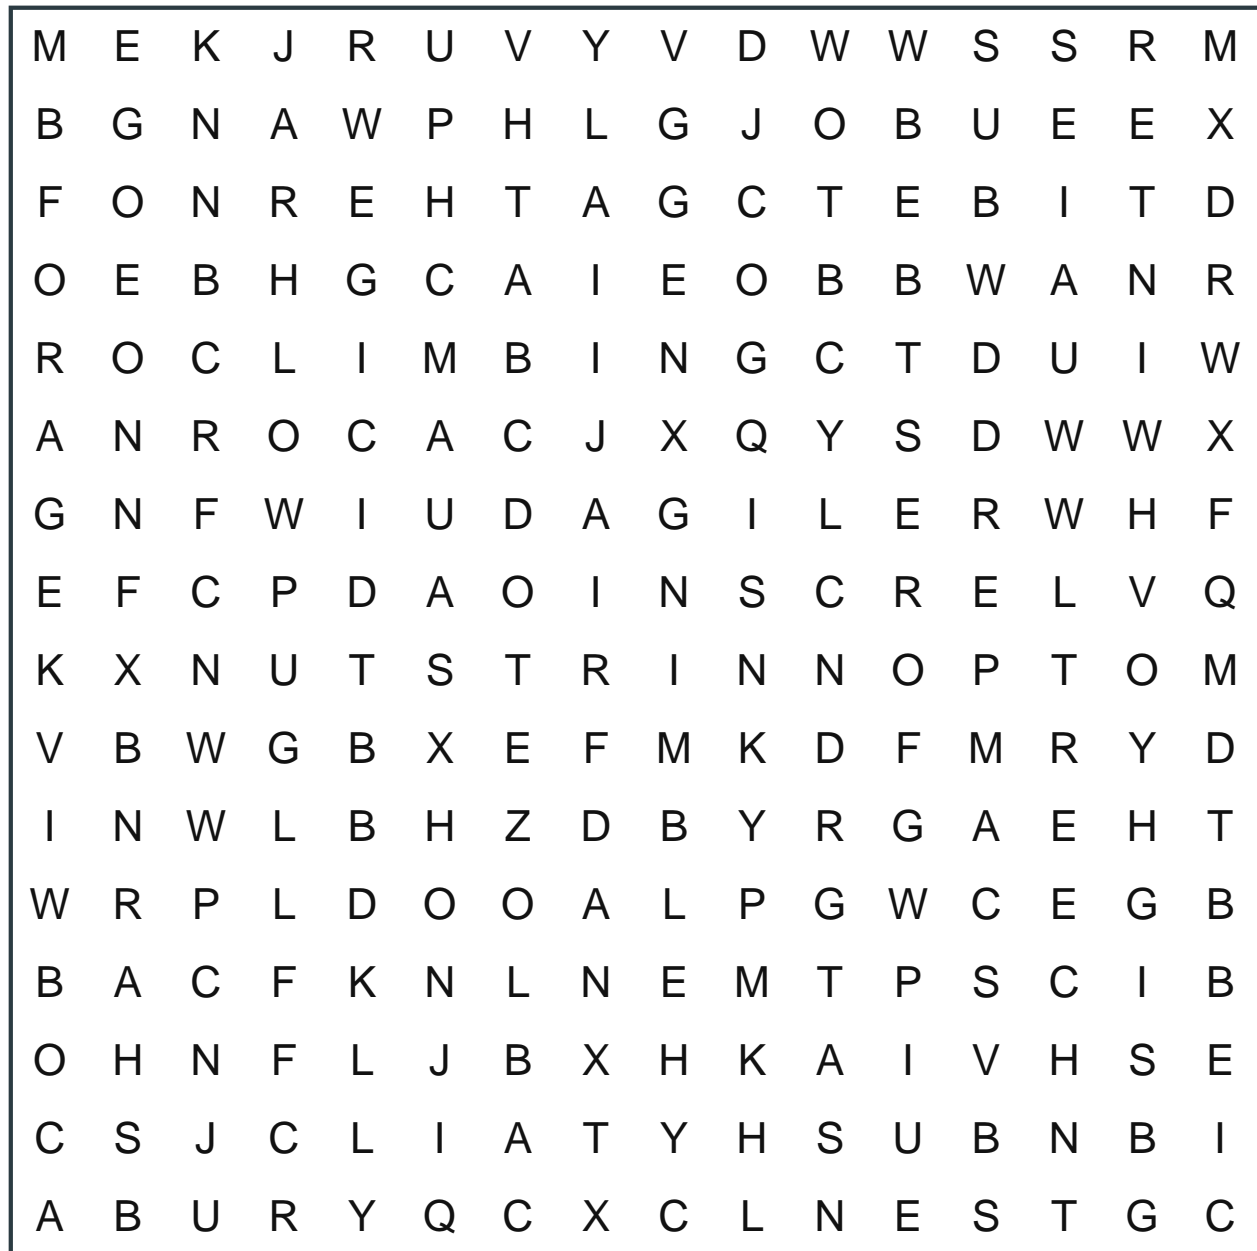 M E K J R U V Y V D W W S S R M
B G N A W P H L G J O B U E E X
F O N R E H T A G C T E B I T D
O E B H G C A I E O B B W A N R
R O C L I M B I N G C T D U I W
A N R O C A C J X Q Y S D W W X
G N F W I U D A G I L E R W H F
E F C P D A O I N S C R E L V Q
K X N U T S T R I N N O P T O M
V B W G B X E F M K D F M R Y D
I N W L B H Z D B Y R G A E H T
W R P L D O O A L P G W C E G B
B A C F K N L N E M T P S C I B
O H N F L J B X H K A I V H S E
C S J C L I A T Y H S U B N B I
A B U R Y Q C X C L N E S T G C